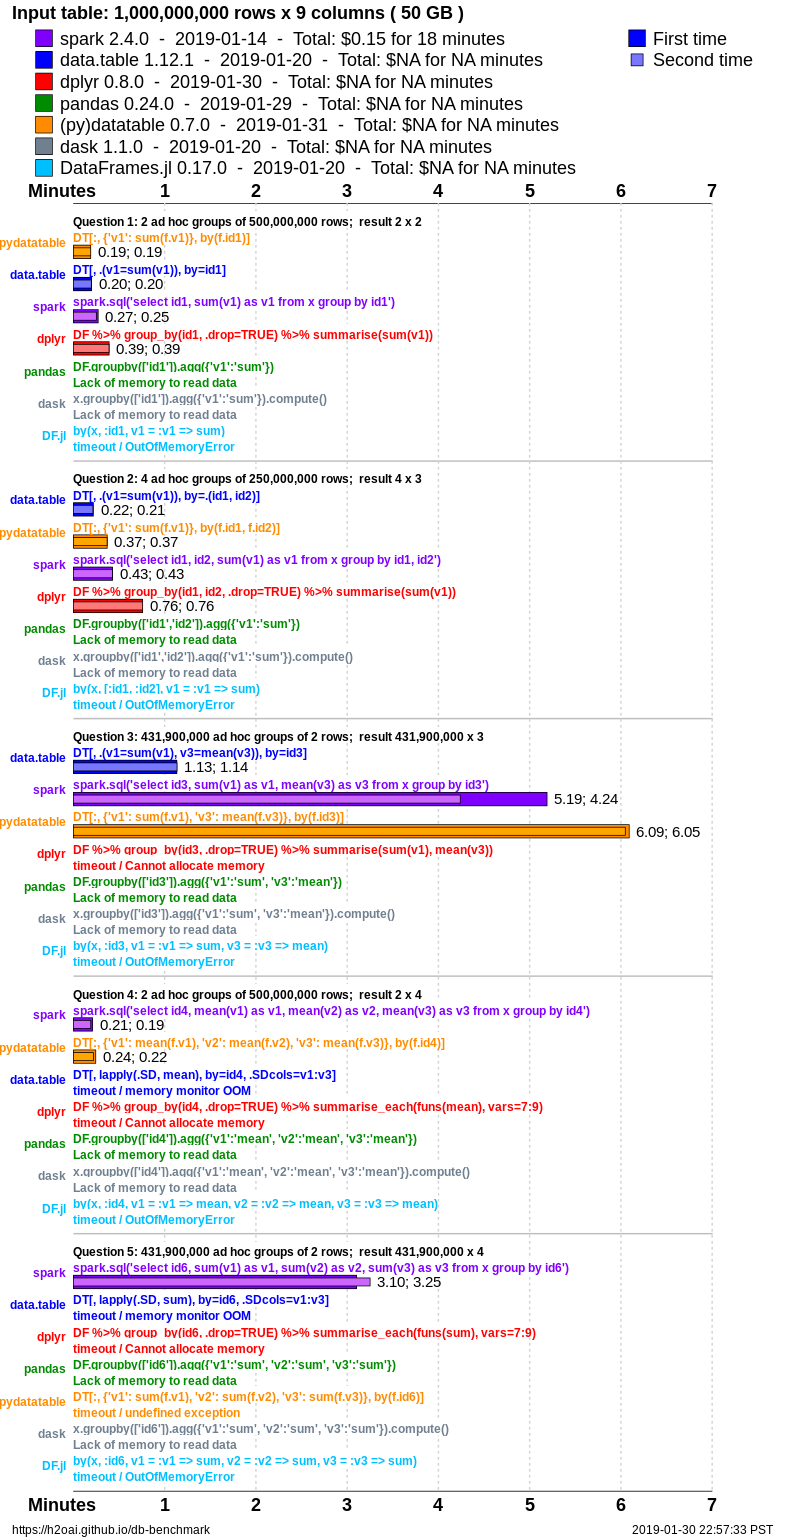 Input table: 1,000,000,000 rows x 9 columns ( 50 GB )
spark 2.4.0 - 2019-01-14 - Total: $0.15 for 18 minutes
First time
data.table 1.12.1 - 2019-01-20 - Total: $NA for NA minutes
Second time
dplyr 0.8.0 - 2019-01-30 - Total: $NA for NA minutes
pandas 0.24.0 - 2019-01-29 - Total: $NA for NA minutes
(py)datatable 0.7.0 - 2019-01-31 - Total: $NA for NA minutes
dask 1.1.0 - 2019-01-20 - Total: $NA for NA minutes
DataFrames.jl 0.17.0 - 2019-01-20 - Total: $NA for NA minutes
Minutes 1 2 3 4 5 6 7
Question 1: 2 ad hoc groups of 500,000,000 rows; result 2 x 2
DT[:, {'v1': sum(f.v1)}, by(f.id1)]
pydatatable 0.19; 0.19
DT[, .(v1=sum(v1)), by=id1]
data.table 0.20; 0.20
spark.sql('select id1, sum(v1) as v1 from x group by id1')
spark 0.27; 0.25
DF %>% group_by(id1, .drop=TRUE) %>% summarise(sum(v1))
dplyr 0.39; 0.39
DF.groupby(['id1']).agg({'v1':'sum'})
pandas Lack of memory to read data
x.groupby(['id1']).agg({'v1':'sum'}).compute()
dask Lack of memory to read data
by(x, :id1, v1 = :v1 => sum)
DF.jl timeout / OutOfMemoryError
Question 2: 4 ad hoc groups of 250,000,000 rows; result 4 x 3
DT[, .(v1=sum(v1)), by=.(id1, id2)]
data.table 0.22; 0.21
DT[:, {'v1': sum(f.v1)}, by(f.id1, f.id2)]
pydatatable 0.37; 0.37
spark.sql('select id1, id2, sum(v1) as v1 from x group by id1, id2')
spark 0.43; 0.43
DF %>% group_by(id1, id2, .drop=TRUE) %>% summarise(sum(v1))
dplyr 0.76; 0.76
DF.groupby(['id1','id2']).agg({'v1':'sum'})
pandas Lack of memory to read data
x.groupby(['id1','id2']).agg({'v1':'sum'}).compute()
dask Lack of memory to read data
by(x, [:id1, :id2], v1 = :v1 => sum)
DF.jl timeout / OutOfMemoryError
Question 3: 431,900,000 ad hoc groups of 2 rows; result 431,900,000 x 3
DT[, .(v1=sum(v1), v3=mean(v3)), by=id3]
data.table 1.13; 1.14
spark.sql('select id3, sum(v1) as v1, mean(v3) as v3 from x group by id3')
spark 5.19; 4.24
DT[:, {'v1': sum(f.v1), 'v3': mean(f.v3)}, by(f.id3)]
pydatatable 6.09; 6.05
DF %>% group_by(id3, .drop=TRUE) %>% summarise(sum(v1), mean(v3))
dplyr timeout / Cannot allocate memory
DF.groupby(['id3']).agg({'v1':'sum', 'v3':'mean'})
pandas Lack of memory to read data
x.groupby(['id3']).agg({'v1':'sum', 'v3':'mean'}).compute()
dask Lack of memory to read data
by(x, :id3, v1 = :v1 => sum, v3 = :v3 => mean)
DF.jl timeout / OutOfMemoryError
Question 4: 2 ad hoc groups of 500,000,000 rows; result 2 x 4
spark.sql('select id4, mean(v1) as v1, mean(v2) as v2, mean(v3) as v3 from x group by id4')
spark 0.21; 0.19
DT[:, {'v1': mean(f.v1), 'v2': mean(f.v2), 'v3': mean(f.v3)}, by(f.id4)]
pydatatable 0.24; 0.22
DT[, lapply(.SD, mean), by=id4, .SDcols=v1:v3]
data.table timeout / memory monitor OOM
DF %>% group_by(id4, .drop=TRUE) %>% summarise_each(funs(mean), vars=7:9)
dplyr timeout / Cannot allocate memory
DF.groupby(['id4']).agg({'v1':'mean', 'v2':'mean', 'v3':'mean'})
pandas Lack of memory to read data
x.groupby(['id4']).agg({'v1':'mean', 'v2':'mean', 'v3':'mean'}).compute()
dask Lack of memory to read data
by(x, :id4, v1 = :v1 => mean, v2 = :v2 => mean, v3 = :v3 => mean)
DF.jl timeout / OutOfMemoryError
Question 5: 431,900,000 ad hoc groups of 2 rows; result 431,900,000 x 4
spark.sql('select id6, sum(v1) as v1, sum(v2) as v2, sum(v3) as v3 from x group by id6')
spark 3.10; 3.25
DT[, lapply(.SD, sum), by=id6, .SDcols=v1:v3]
data.table timeout / memory monitor OOM
DF %>% group_by(id6, .drop=TRUE) %>% summarise_each(funs(sum), vars=7:9)
dplyr timeout / Cannot allocate memory
DF.groupby(['id6']).agg({'v1':'sum', 'v2':'sum', 'v3':'sum'})
pandas Lack of memory to read data
DT[:, {'v1': sum(f.v1), 'v2': sum(f.v2), 'v3': sum(f.v3)}, by(f.id6)]
pydatatable timeout / undefined exception
x.groupby(['id6']).agg({'v1':'sum', 'v2':'sum', 'v3':'sum'}).compute()
dask Lack of memory to read data
by(x, :id6, v1 = :v1 => sum, v2 = :v2 => sum, v3 = :v3 => sum)
DF.jl timeout / OutOfMemoryError
Minutes 1 2 3 4 5 6 7
https://h2oai.github.io/db-benchmark
2019-01-30 22:57:33 PST